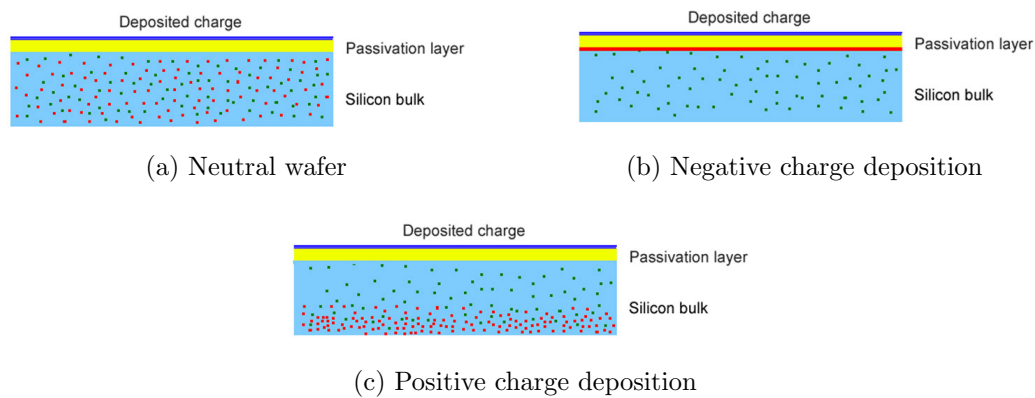 Deposited charge
Passivation layer
Silicon bulk
(a) Neutral wafer
Deposited charge
Passivation layer
Silicon bulk
(b) Negative charge deposition
Deposited charge
Passivation layer
Silicon bulk
(c) Positive charge deposition